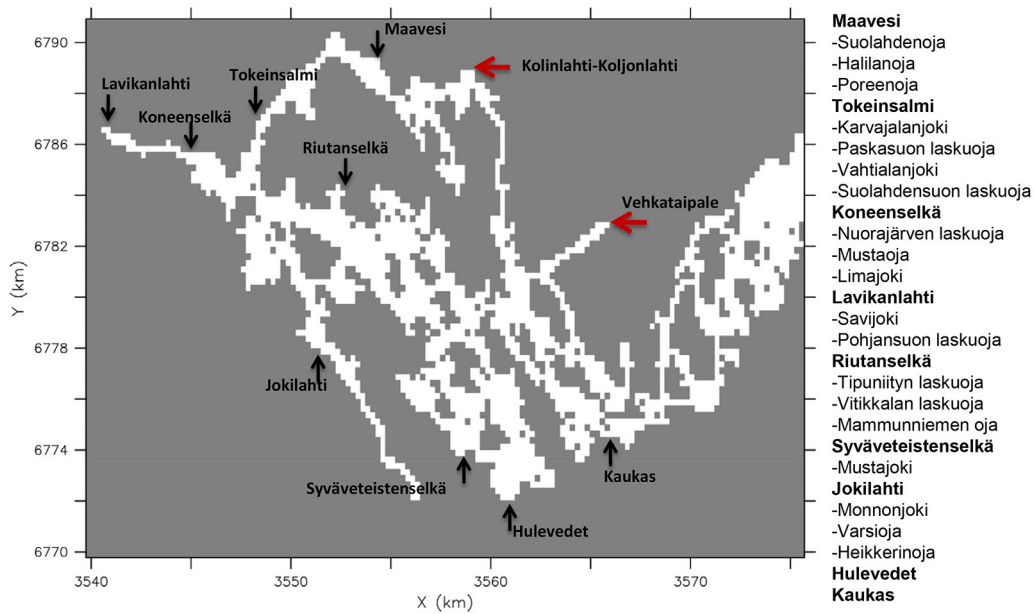 6790
6786
6782
6778
6774
6770
Y (km)
3540
3550
3560
3570
X (km)
Maavesi
Kolinlahti-Koljonlahti
Tokeinsalmi
Lavikanlahti
Koneenselkä
Riutanselkä
Vehkataipale
Jokilahti
Syväveteistenselkä
Kaukas
Hulevedet
Maavesi
-Suolahdenoja
-Halilanoja
-Poreenoja
Tokeinsalmi
-Karvajalanjoki
-Paskasuon laskuoja
-Vahtialanjoki
-Suolahdensuon laskuoja
Koneenselkä
-Nuorajärven laskuoja
-Mustaoja
-Limajoki
Lavikanlahti
-Savijoki
-Pohjansuon laskuoja
Riutanselkä
-Tipuniityn laskuoja
-Vitikkalan laskuoja
-Mammunniemen oja
Syväveteistenselkä
-Mustajoki
Jokilahti
-Monnonjoki
-Varsioja
-Heikkerinoja
Hulevedet
Kaukas